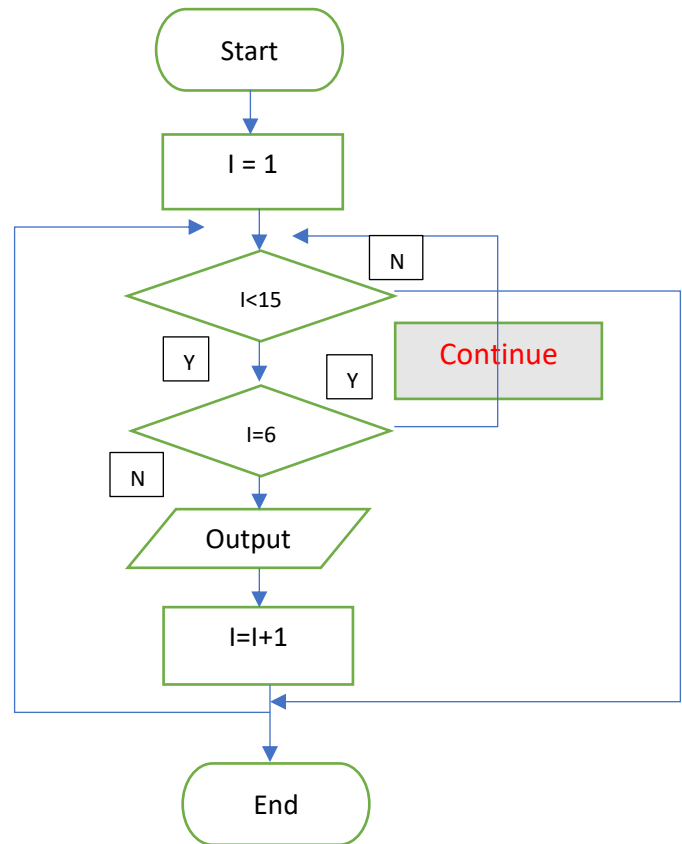 Start
I = 1
N
I<15
Y
Continue
Y
I=6
N
Output
I=I+1
End